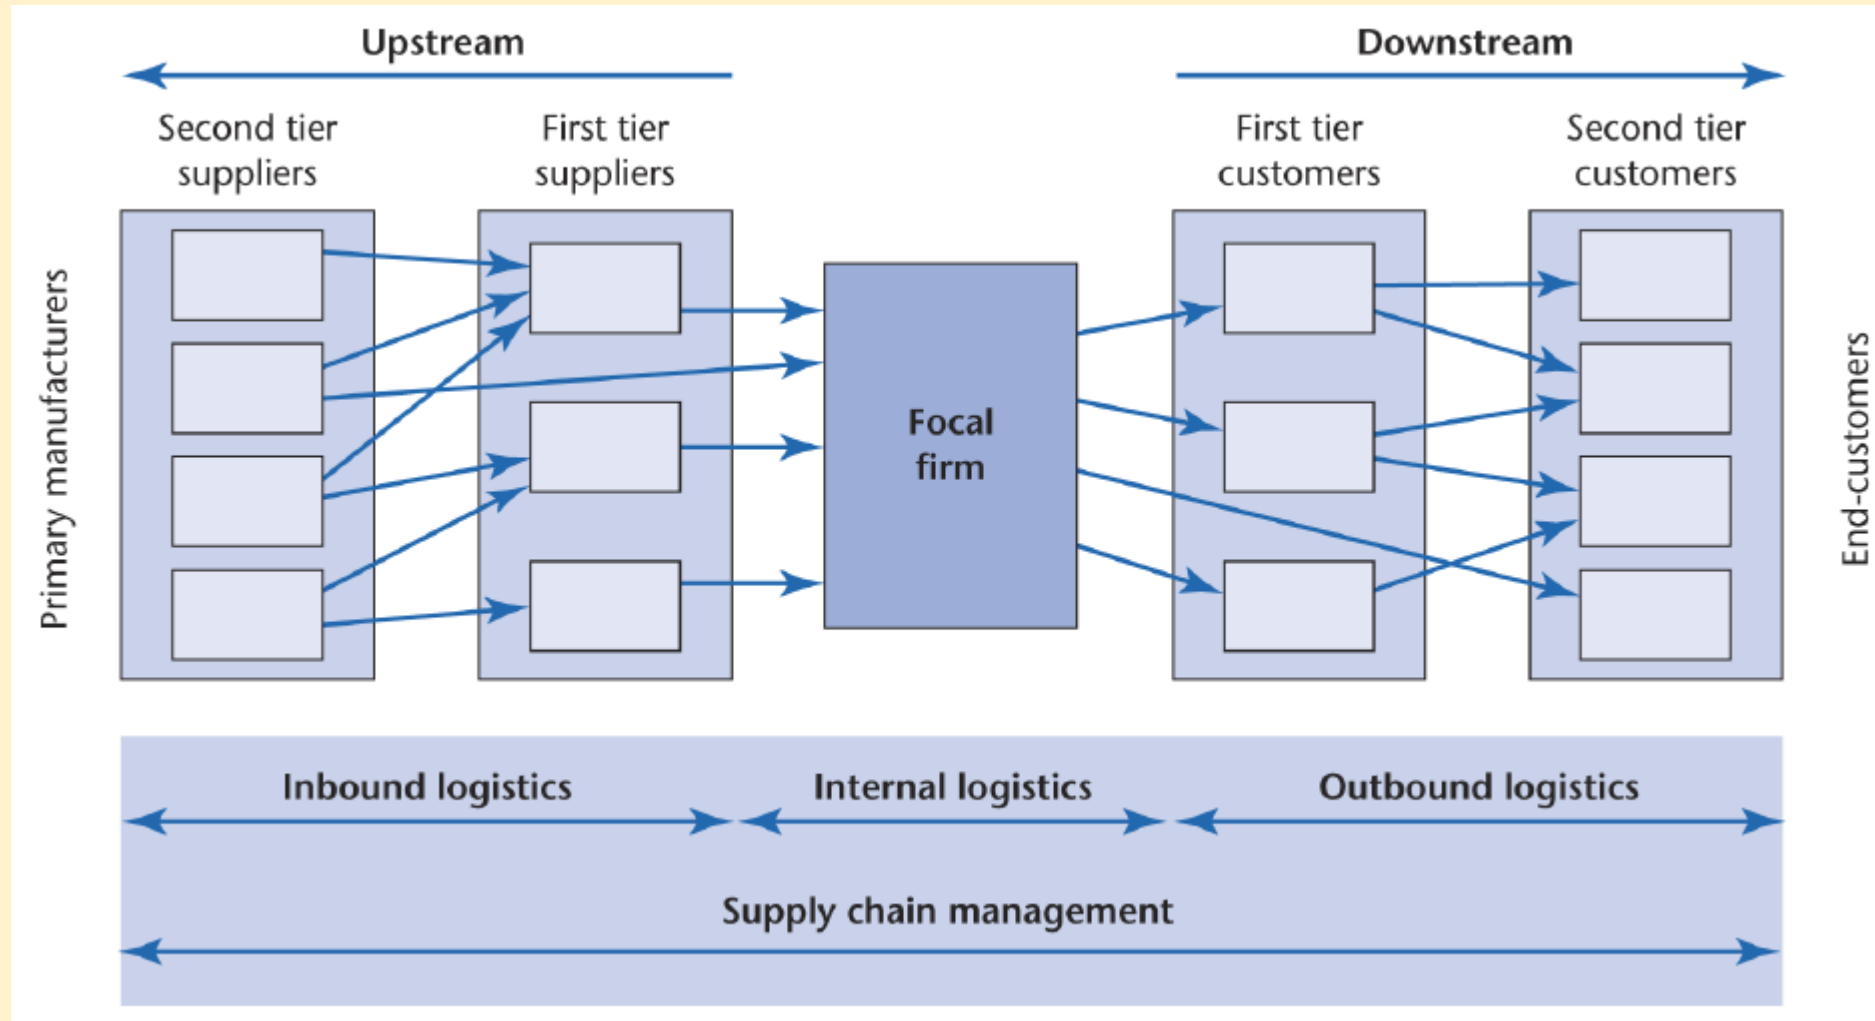 Upstream
Downstream
Second tier
suppliers
First tier
suppliers
First tier
customers
Second tier
customers
Primary manufacturers
Focal
firm
End-customers
Inbound logistics
Internal logistics
Outbound logistics
Supply chain management